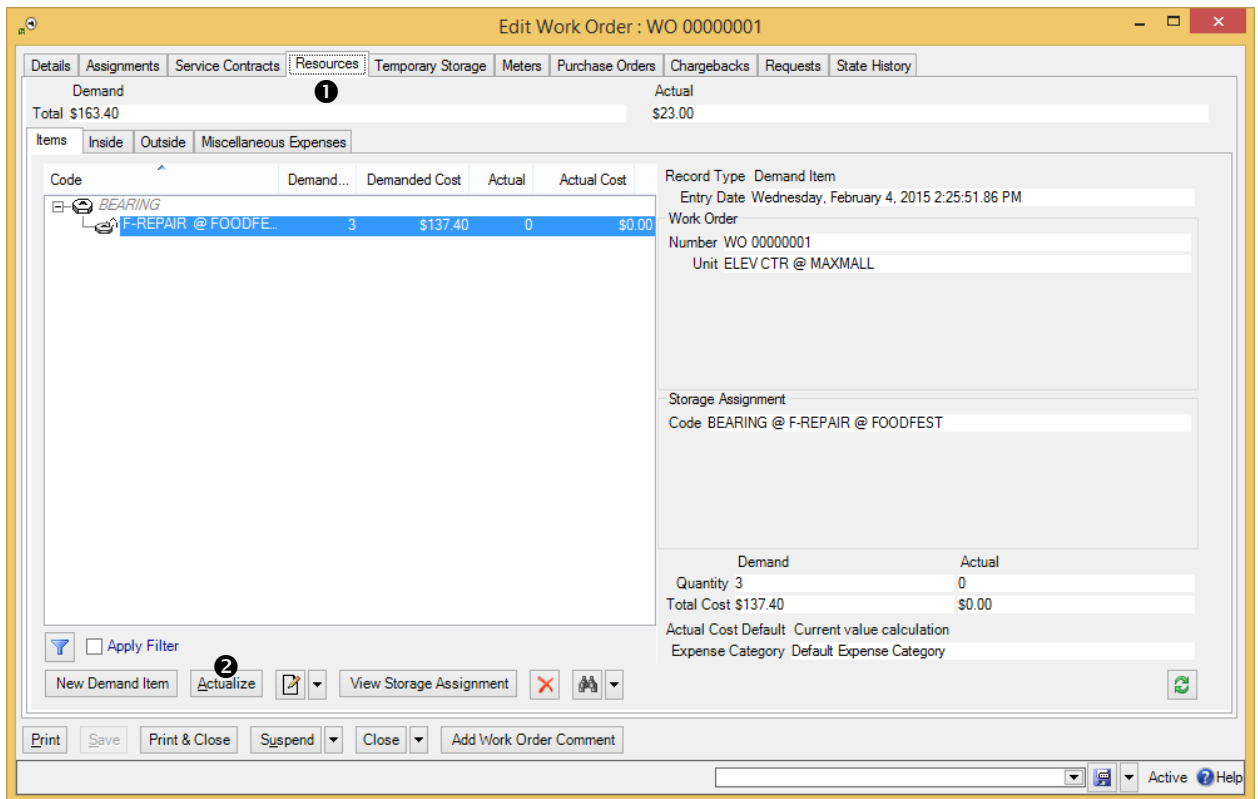 Edit Work Order : WO 00000001
Details Assignments Service Contracts Resources Temporary Storage Meters Purchase Orders Chargebacks Requests State History
❶
Demand Actual
Total $163.40 $23.00
Items Inside Outside Miscellaneous Expenses
Code Demand... Demanded Cost Actual Actual Cost
BEARING
F-REPAIR @ FOODFE... 3 $137.40 0 $0.00
Record Type Demand Item
Entry Date Wednesday, February 4, 2015 2:25:51.86 PM
Work Order
Number WO 00000001
Unit ELEV CTR @ MAXMALL
Storage Assignment
Code BEARING @ F-REPAIR @ FOODFEST
Demand Actual
Quantity 3 0
Total Cost $137.40 $0.00
Actual Cost Default Current value calculation
Expense Category Default Expense Category
Apply Filter
❷
New Demand Item Actualize View Storage Assignment
Print Save Print & Close Suspend Close Add Work Order Comment
Active Help